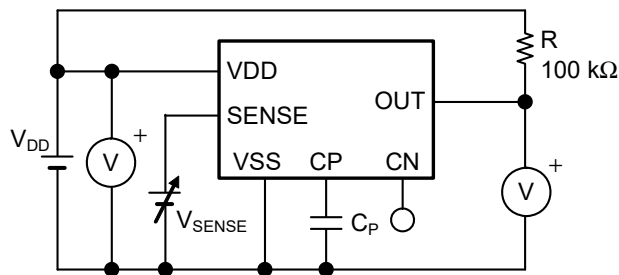 R
100 kΩ
VDD
OUT
SENSE
V_DD
+
V
VSS CP CN
+
V
V_SENSE
C_P